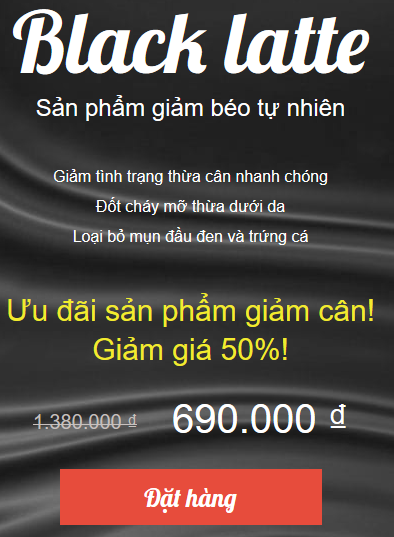 Black latte
Sản phẩm giảm béo tự nhiên
Giảm tình trạng thừa cân nhanh chóng
Đốt cháy mỡ thừa dưới da
Loại bỏ mụn đầu đen và trứng cá
Ưu đãi sản phẩm giảm cân!
Giảm giá 50%!
1.380.000 ₫ 690.000 ₫
Đặt hàng